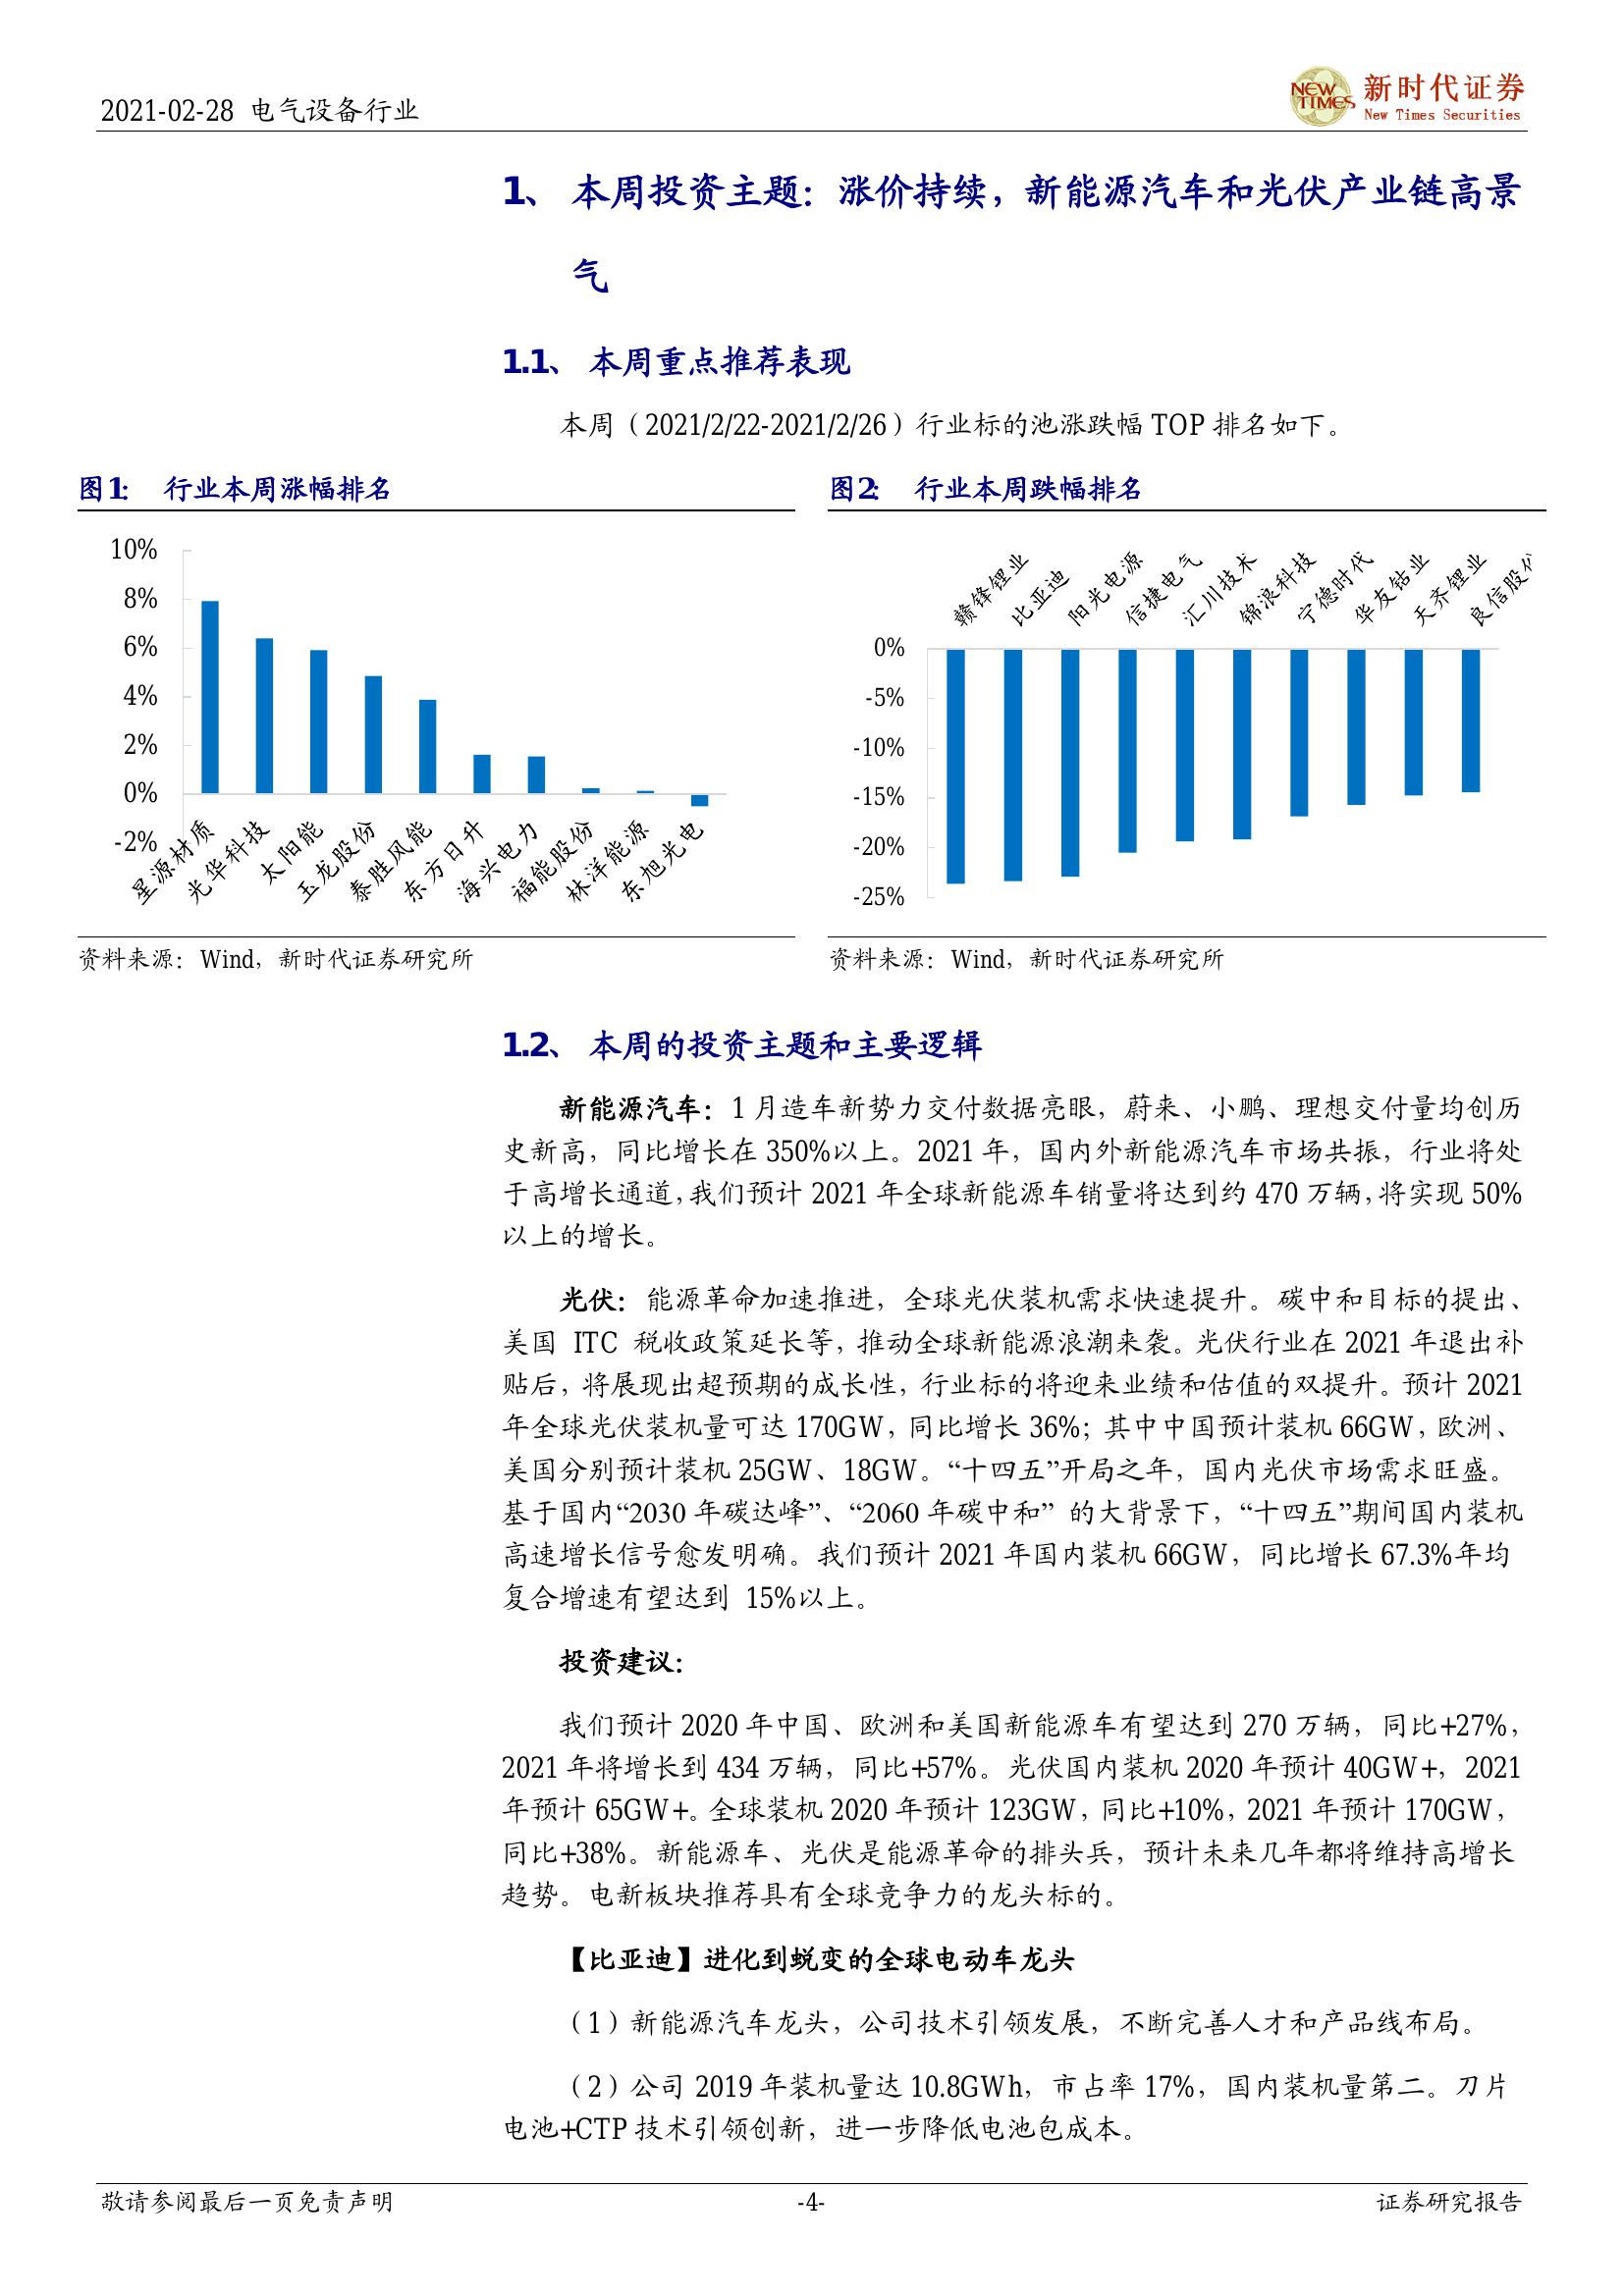 2021-02-28 电气设备行业
NEW TIMES
新时代证券
New Times Securities
1、 本周投资主题：涨价持续，新能源汽车和光伏产业链高景
气
1.1、 本周重点推荐表现
本周（2021/2/22-2021/2/26）行业标的池涨跌幅 TOP 排名如下。
图1： 行业本周涨幅排名
10%
8%
6%
4%
2%
0%
-2%
星源材质
光华科技
太阳能
玉龙股份
泰胜风能
东方日升
海兴电力
福能股份
林洋能源
东旭光电
资料来源：Wind，新时代证券研究所
图2： 行业本周跌幅排名
赣锋锂业
比亚迪
阳光电源
信捷电气
汇川技术
锦浪科技
宁德时代
华友钴业
天齐锂业
良信股份
0%
-5%
-10%
-15%
-20%
-25%
资料来源：Wind，新时代证券研究所
1.2、 本周的投资主题和主要逻辑
新能源汽车：1 月造车新势力交付数据亮眼，蔚来、小鹏、理想交付量均创历
史新高，同比增长在 350%以上。2021 年，国内外新能源汽车市场共振，行业将处
于高增长通道，我们预计 2021 年全球新能源车销量将达到约 470 万辆，将实现 50%
以上的增长。
光伏：能源革命加速推进，全球光伏装机需求快速提升。碳中和目标的提出、
美国 ITC 税收政策延长等，推动全球新能源浪潮来袭。光伏行业在 2021 年退出补
贴后，将展现出超预期的成长性，行业标的将迎来业绩和估值的双提升。预计 2021
年全球光伏装机量可达 170GW，同比增长 36%；其中中国预计装机 66GW，欧洲、
美国分别预计装机 25GW、18GW。“十四五”开局之年，国内光伏市场需求旺盛。
基于国内“2030 年碳达峰”、“2060 年碳中和” 的大背景下，“十四五”期间国内装机
高速增长信号愈发明确。我们预计 2021 年国内装机 66GW，同比增长 67.3%年均
复合增速有望达到 15%以上。
投资建议：
我们预计 2020 年中国、欧洲和美国新能源车有望达到 270 万辆，同比+27%，
2021 年将增长到 434 万辆，同比+57%。光伏国内装机 2020 年预计 40GW+，2021
年预计 65GW+。全球装机 2020 年预计 123GW，同比+10%，2021 年预计 170GW，
同比+38%。新能源车、光伏是能源革命的排头兵，预计未来几年都将维持高增长
趋势。电新板块推荐具有全球竞争力的龙头标的。
【比亚迪】进化到蜕变的全球电动车龙头
（1）新能源汽车龙头，公司技术引领发展，不断完善人才和产品线布局。
（2）公司 2019 年装机量达 10.8GWh，市占率 17%，国内装机量第二。刀片
电池+CTP 技术引领创新，进一步降低电池包成本。
敬请参阅最后一页免责声明
-4-
证券研究报告